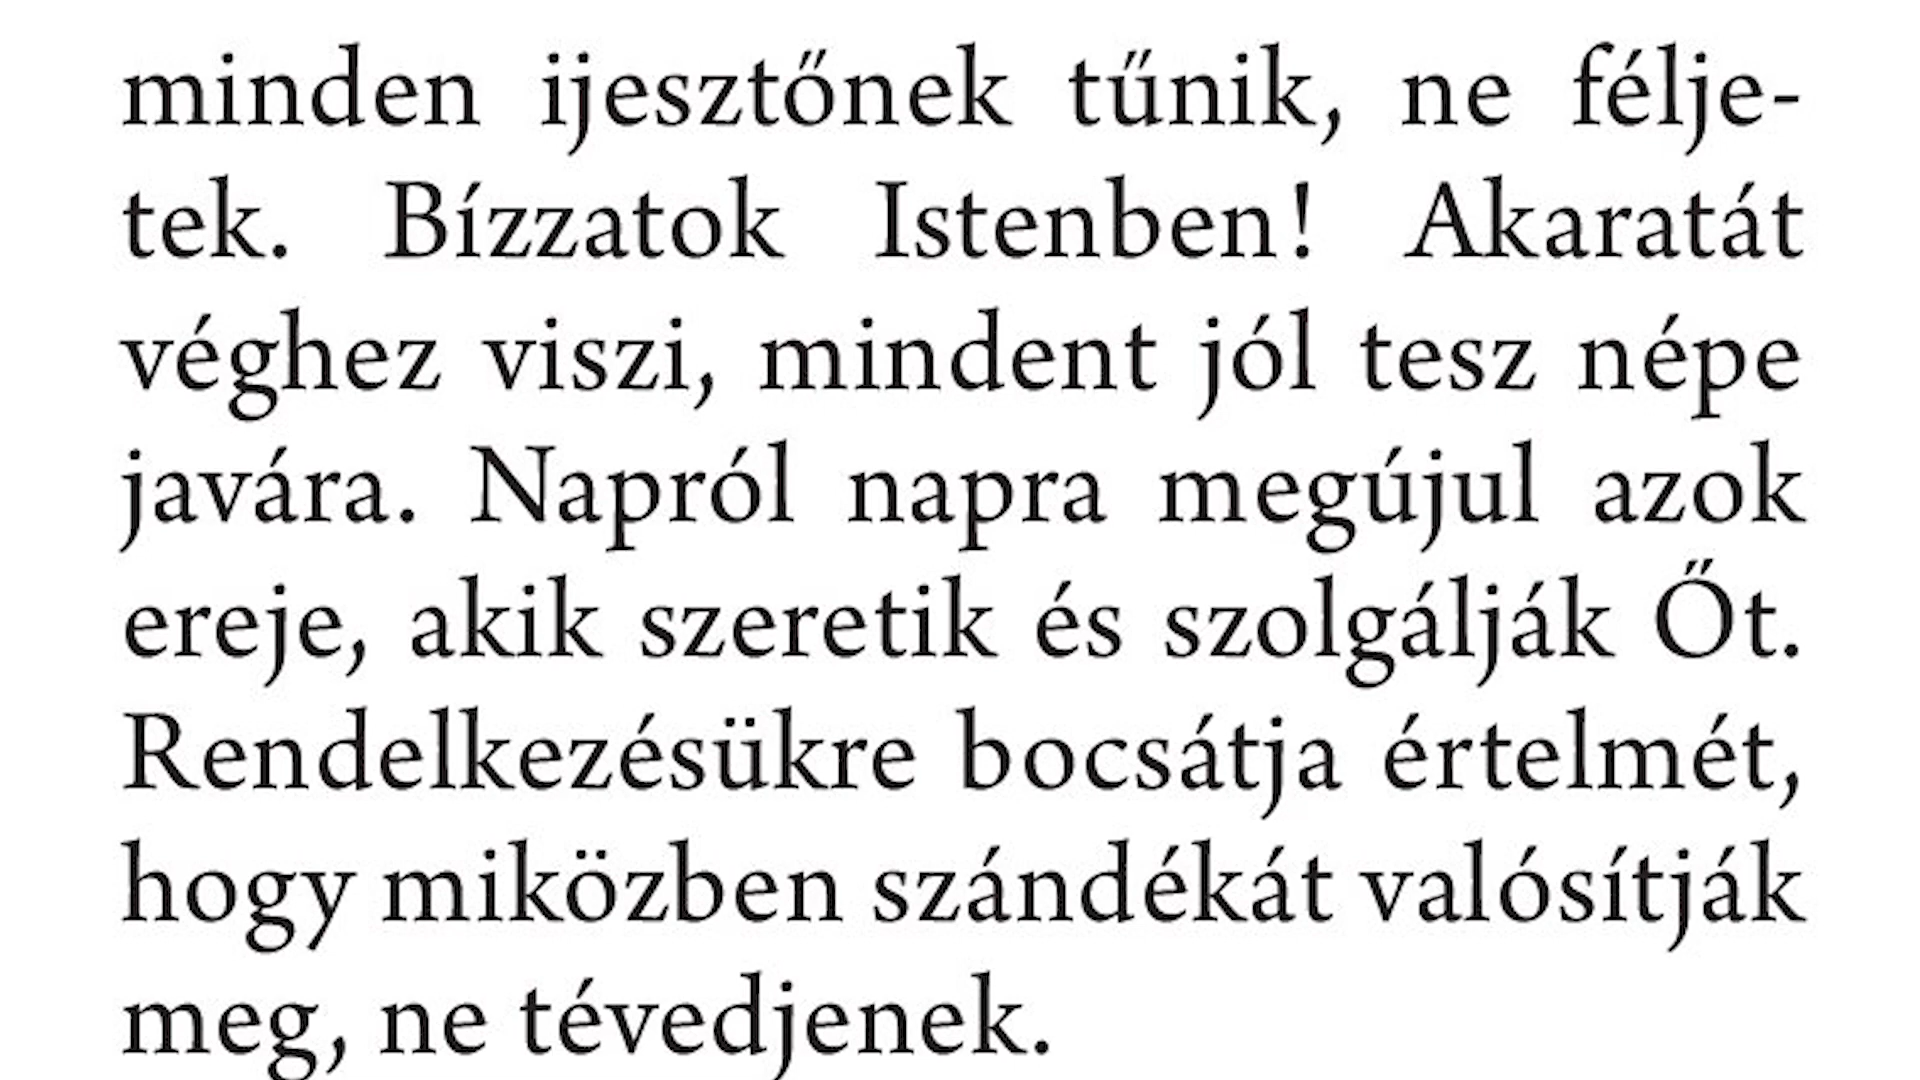 minden ijesztőnek tűnik, ne félje-
tek. Bízzatok Istenben! Akaratát
véghez viszi, mindent jól tesz népe
javára. Napról napra megújul azok
ereje, akik szeretik és szolgálják Őt.
Rendelkezésükre bocsátja értelmét,
hogy miközben szándékát valósítják
meg, ne tévedjenek.